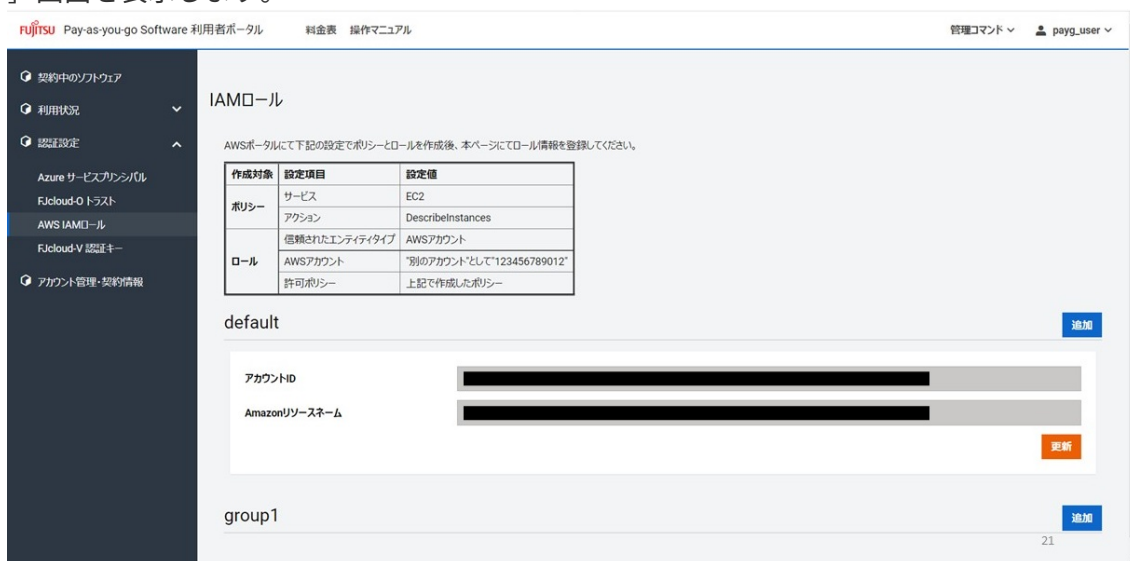 」画面を表示します。
FUJITSU Pay-as-you-go Software 利用者ポータル 料金表 操作マニュアル 管理コマンド payg_user
契約中のソフトウェア
利用状況
認証設定
Azure サービスプリンシパル
FJcloud-O トラスト
AWS IAMロール
FJcloud-V 認証キー
アカウント管理・契約情報
IAMロール
AWSポータルにて下記の設定でポリシーとロールを作成後、本ページにてロール情報を登録してください。
作成対象 設定項目 設定値
ポリシー サービス EC2
アクション DescribeInstances
ロール 信頼されたエンティティタイプ AWSアカウント
AWSアカウント "別のアカウント"として"123456789012"
許可ポリシー 上記で作成したポリシー
default 追加
アカウントID
Amazonリソースネーム
更新
group1 追加
21